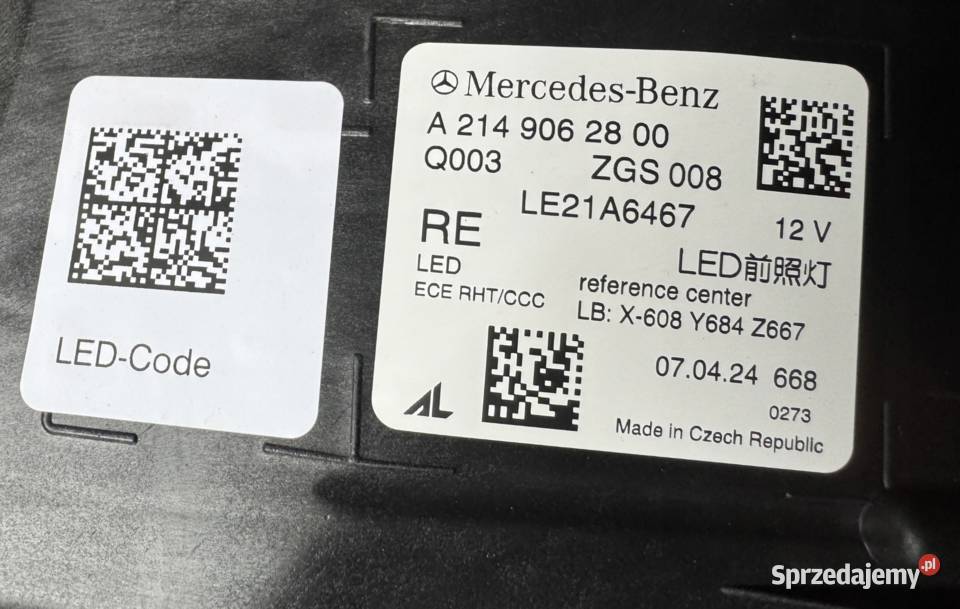 LED-Code
Mercedes-Benz
A 214 906 28 00
Q003 ZGS 008
LE21A6467 12 V
RE
LED前照灯
LED
reference center
ECE RHT/CCC
LB: X-608 Y684 Z667
07.04.24 668
0273
AL
Made in Czech Republic
Sprzedajemy.pl